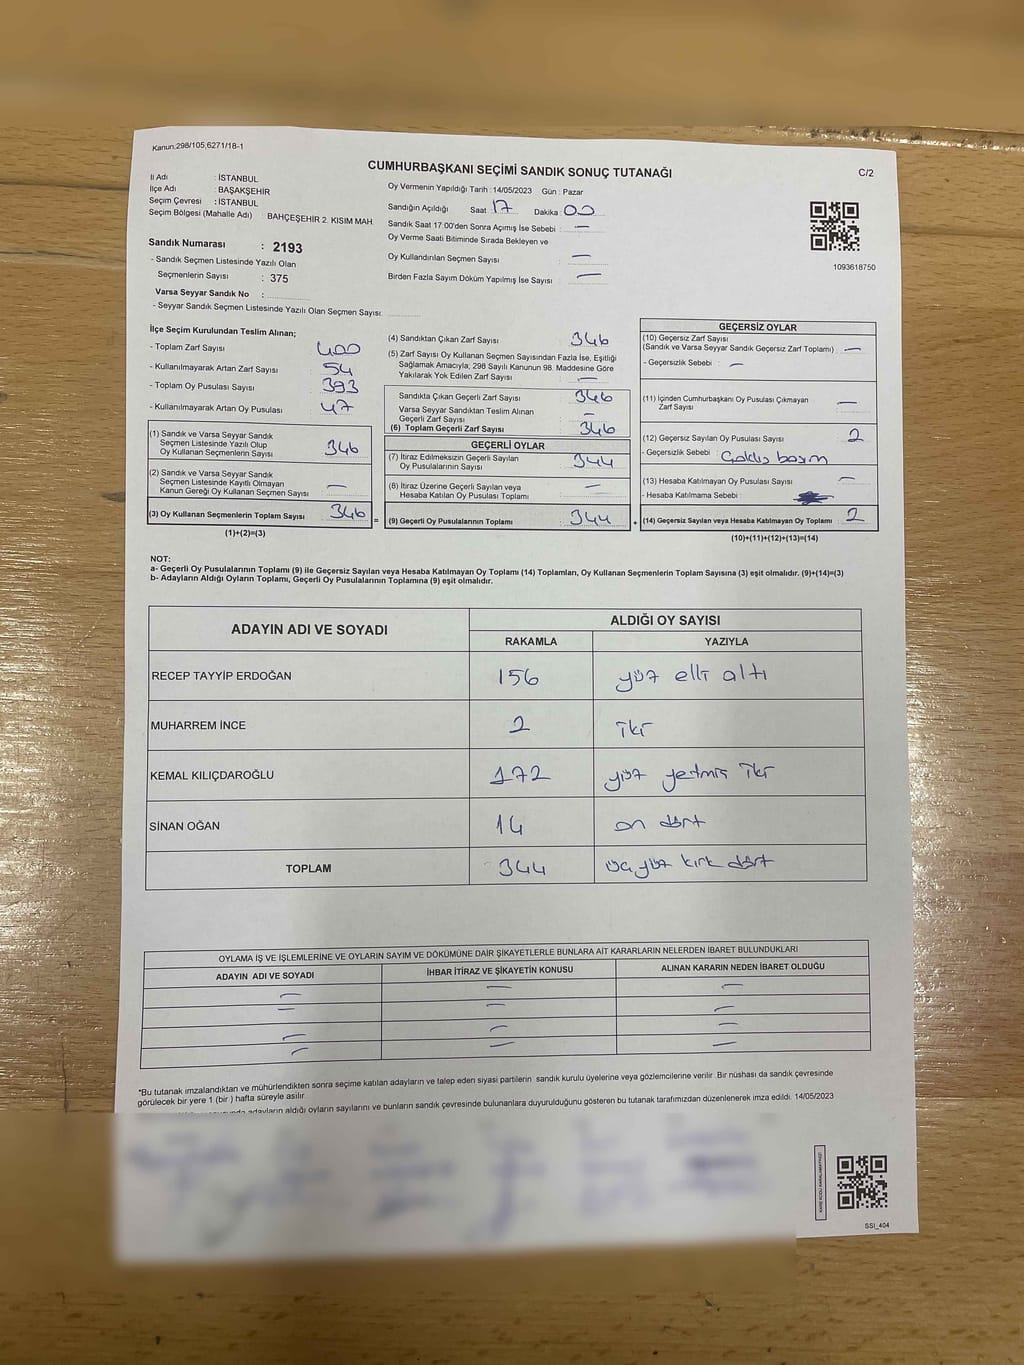 Kanun:298/105,6271/18-1
CUMHURBAŞKANI SEÇİMİ SANDIK SONUÇ TUTANAĞI
C/2
İl Adı : İSTANBUL
İlçe Adı : BAŞAKŞEHİR
Seçim Çevresi : İSTANBUL
Seçim Bölgesi (Mahalle Adı) : BAHÇEŞEHİR 2. KISIM MAH.
Sandık Numarası : 2193
- Sandık Seçmen Listesinde Yazılı Olan
Seçmenlerin Sayısı : 375
Varsa Seyyar Sandık No :
- Seyyar Sandık Seçmen Listesinde Yazılı Olan Seçmen Sayısı:
Oy Vermenin Yapıldığı Tarih : 14/05/2023 Gün : Pazar
Sandığın Açıldığı Saat 17 Dakika : 00
Sandık Saat 17:00'den Sonra Açımış İse Sebebi : —
Oy Verme Saati Bitiminde Sırada Bekleyen ve
Oy Kullandırılan Seçmen Sayısı —
Birden Fazla Sayım Döküm Yapılmış İse Sayısı : —
1093618750
İlçe Seçim Kurulundan Teslim Alınan;
- Toplam Zarf Sayısı 400
- Kullanılmayarak Artan Zarf Sayısı 54
- Toplam Oy Pusulası Sayısı 393
- Kullanılmayarak Artan Oy Pusulası 47
(1) Sandık ve Varsa Seyyar Sandık
Seçmen Listesinde Yazılı Olup
Oy Kullanan Seçmenlerin Sayısı 346
(2) Sandık ve Varsa Seyyar Sandık
Seçmen Listesinde Kayıtlı Olmayan
Kanun Gereği Oy Kullanan Seçmen Sayısı —
(3) Oy Kullanan Seçmenlerin Toplam Sayısı 346
(1)+(2)=(3)
=
(4) Sandıktan Çıkan Zarf Sayısı 346
(5) Zarf Sayısı Oy Kullanan Seçmen Sayısından Fazla İse, Eşitliği
Sağlamak Amacıyla; 298 Sayılı Kanunun 98. Maddesine Göre
Yakılarak Yok Edilen Zarf Sayısı —
Sandıkta Çıkan Geçerli Zarf Sayısı 346
Varsa Seyyar Sandıktan Teslim Alınan
Geçerli Zarf Sayısı —
(6) Toplam Geçerli Zarf Sayısı 346
GEÇERLİ OYLAR
(7) İtiraz Edilmeksizin Geçerli Sayılan
Oy Pusulalarının Sayısı 344
(8) İtiraz Üzerine Geçerli Sayılan veya
Hesaba Katılan Oy Pusulası Toplamı —
(9) Geçerli Oy Pusulalarının Toplamı 344
+
GEÇERSİZ OYLAR
(10) Geçersiz Zarf Sayısı
(Sandık ve Varsa Seyyar Sandık Geçersiz Zarf Toplamı) —
- Geçersizlik Sebebi : —
(11) İçinden Cumhurbaşkanı Oy Pusulası Çıkmayan
Zarf Sayısı —
(12) Geçersiz Sayılan Oy Pusulası Sayısı 2
- Geçersizlik Sebebi :
(13) Hesaba Katılmayan Oy Pusulası Sayısı —
- Hesaba Katılmama Sebebi :
(14) Geçersiz Sayılan veya Hesaba Katılmayan Oy Toplamı 2
(10)+(11)+(12)+(13)=(14)
NOT:
a- Geçerli Oy Pusulalarının Toplamı (9) ile Geçersiz Sayılan veya Hesaba Katılmayan Oy Toplamı (14) Toplamları, Oy Kullanan Seçmenlerin Toplam Sayısına (3) eşit olmalıdır. (9)+(14)=(3)
b- Adayların Aldığı Oyların Toplamı, Geçerli Oy Pusulalarının Toplamına (9) eşit olmalıdır.
ADAYIN ADI VE SOYADI
ALDIĞI OY SAYISI
RAKAMLA YAZIYLA
RECEP TAYYİP ERDOĞAN 156 yüz elli altı
MUHARREM İNCE 2 iki
KEMAL KILIÇDAROĞLU 172 yüz yetmiş iki
SİNAN OĞAN 14 on dört
TOPLAM 344 üç yüz kırk dört
OYLAMA İŞ VE İŞLEMLERİNE VE OYLARIN SAYIM VE DÖKÜMÜNE DAİR ŞİKAYETLERLE BUNLARA AİT KARARLARIN NELERDEN İBARET BULUNDUKLARI
ADAYIN ADI VE SOYADI İHBAR İTİRAZ VE ŞİKAYETİN KONUSU ALINAN KARARIN NEDEN İBARET OLDUĞU
— — —
— — —
— — —
— — —
*Bu tutanak imzalandıktan ve mühürlendikten sonra seçime katılan adayların ve talep eden siyasi partilerin sandık kurulu üyelerine veya gözlemcilerine verilir. Bir nüshası da sandık çevresinde
görülecek bir yere 1 (bir ) hafta süreyle asılır.
adayların aldığı oyların sayılarını ve bunların sandık çevresinde bulunanlara duyurulduğunu gösteren bu tutanak tarafımızdan düzenlenerek imza edildi. 14/05/2023
KARE KODU KARALAMAYINIZ!
SSI_404